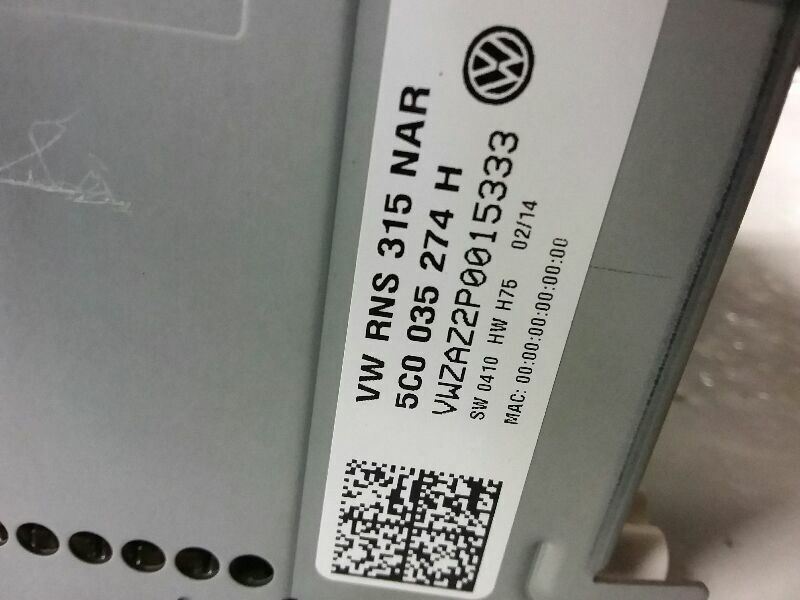 VW RNS 315 NAR
5C0 035 274 H
VWZAZ2P0015333
SW 0410 HW H75 02/14
MAC: 00:00:00:00:00:00